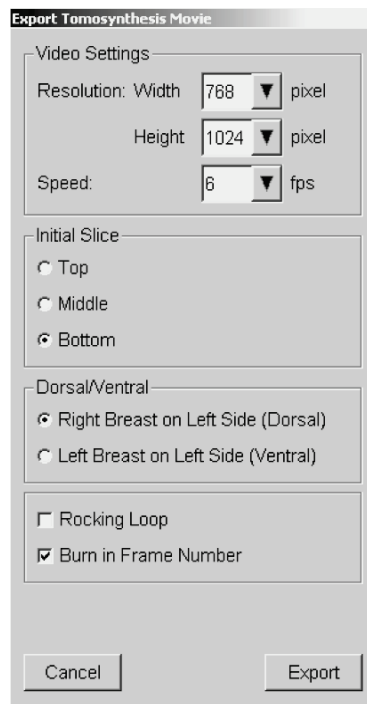 Export Tomosynthesis Movie
Video Settings
Resolution: Width 768 pixel
Height 1024 pixel
Speed: 6 fps
Initial Slice
Top
Middle
Bottom
Dorsal/Ventral
Right Breast on Left Side (Dorsal)
Left Breast on Left Side (Ventral)
Rocking Loop
Burn in Frame Number
Cancel Export